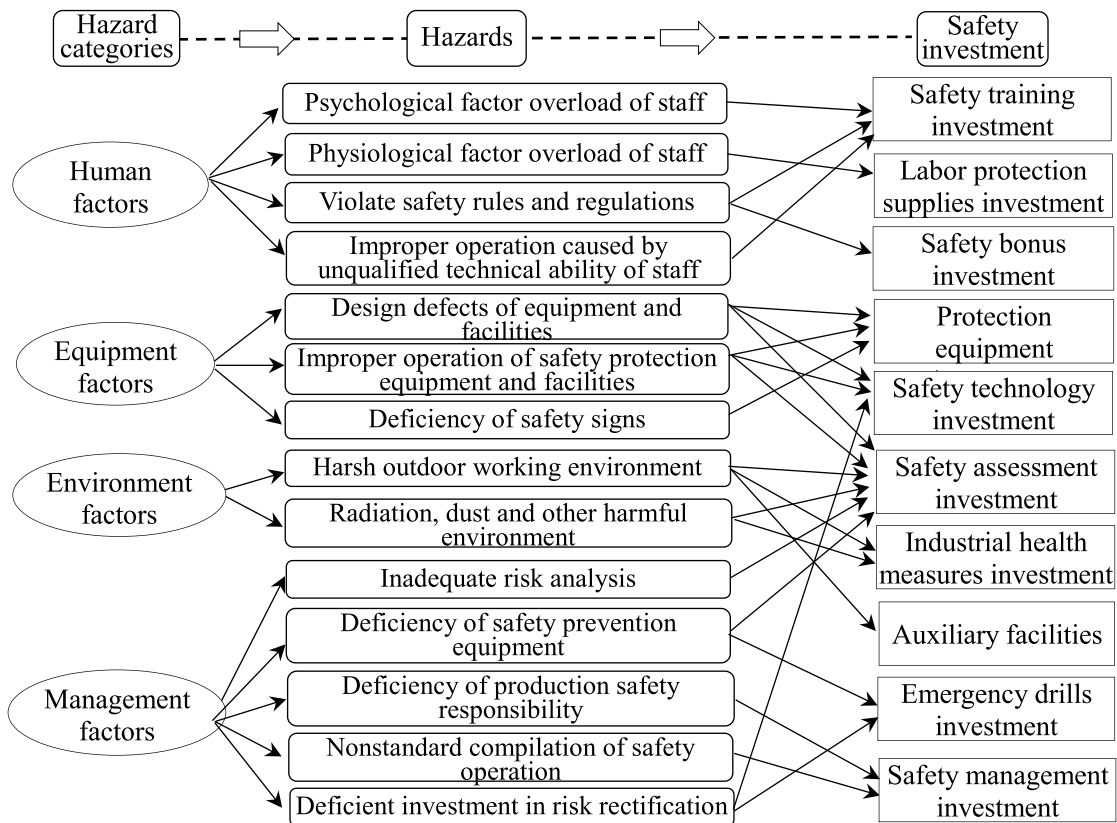 Hazard
categories
Hazards
Safety
investment
Human
factors
Psychological factor overload of staff
Physiological factor overload of staff
Violate safety rules and regulations
Improper operation caused by
unqualified technical ability of staff
Equipment
factors
Design defects of equipment and
facilities
Improper operation of safety protection
equipment and facilities
Deficiency of safety signs
Environment
factors
Harsh outdoor working environment
Radiation, dust and other harmful
environment
Management
factors
Inadequate risk analysis
Deficiency of safety prevention
equipment
Deficiency of production safety
responsibility
Nonstandard compilation of safety
operation
Deficient investment in risk rectification
Safety training
investment
Labor protection
supplies investment
Safety bonus
investment
Protection
equipment
Safety technology
investment
Safety assessment
investment
Industrial health
measures investment
Auxiliary facilities
Emergency drills
investment
Safety management
investment